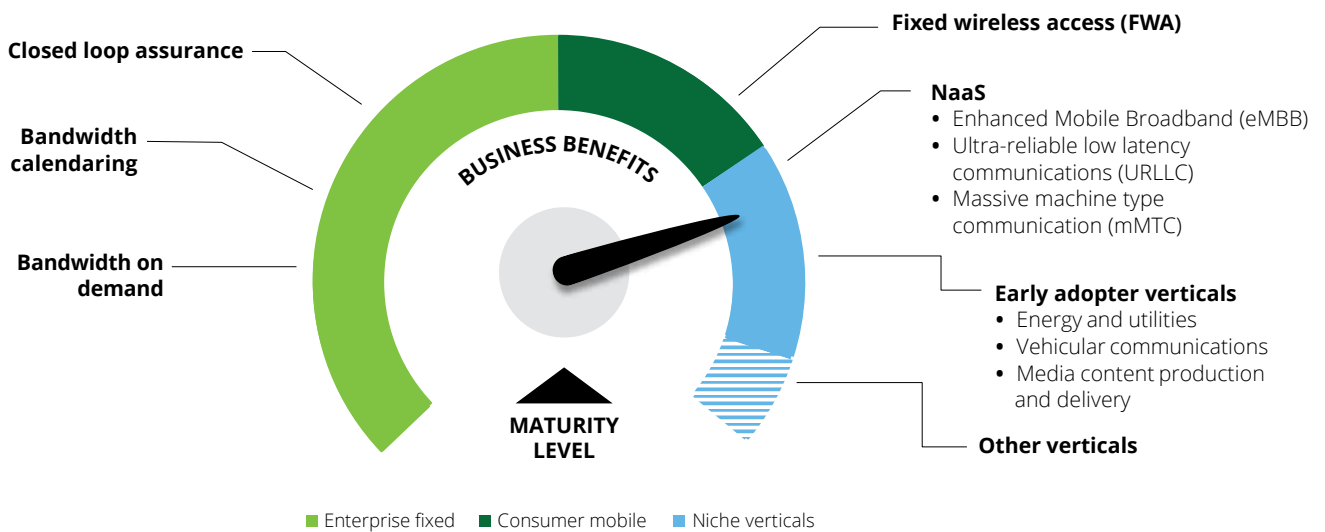 Closed loop assurance
Bandwidth
calendaring
Bandwidth on
demand
BUSINESS BENEFITS
MATURITY
LEVEL
Fixed wireless access (FWA)
NaaS
• Enhanced Mobile Broadband (eMBB)
• Ultra-reliable low latency
communications (URLLC)
• Massive machine type
communication (mMTC)
Early adopter verticals
• Energy and utilities
• Vehicular communications
• Media content production
and delivery
Other verticals
Enterprise fixed
Consumer mobile
Niche verticals